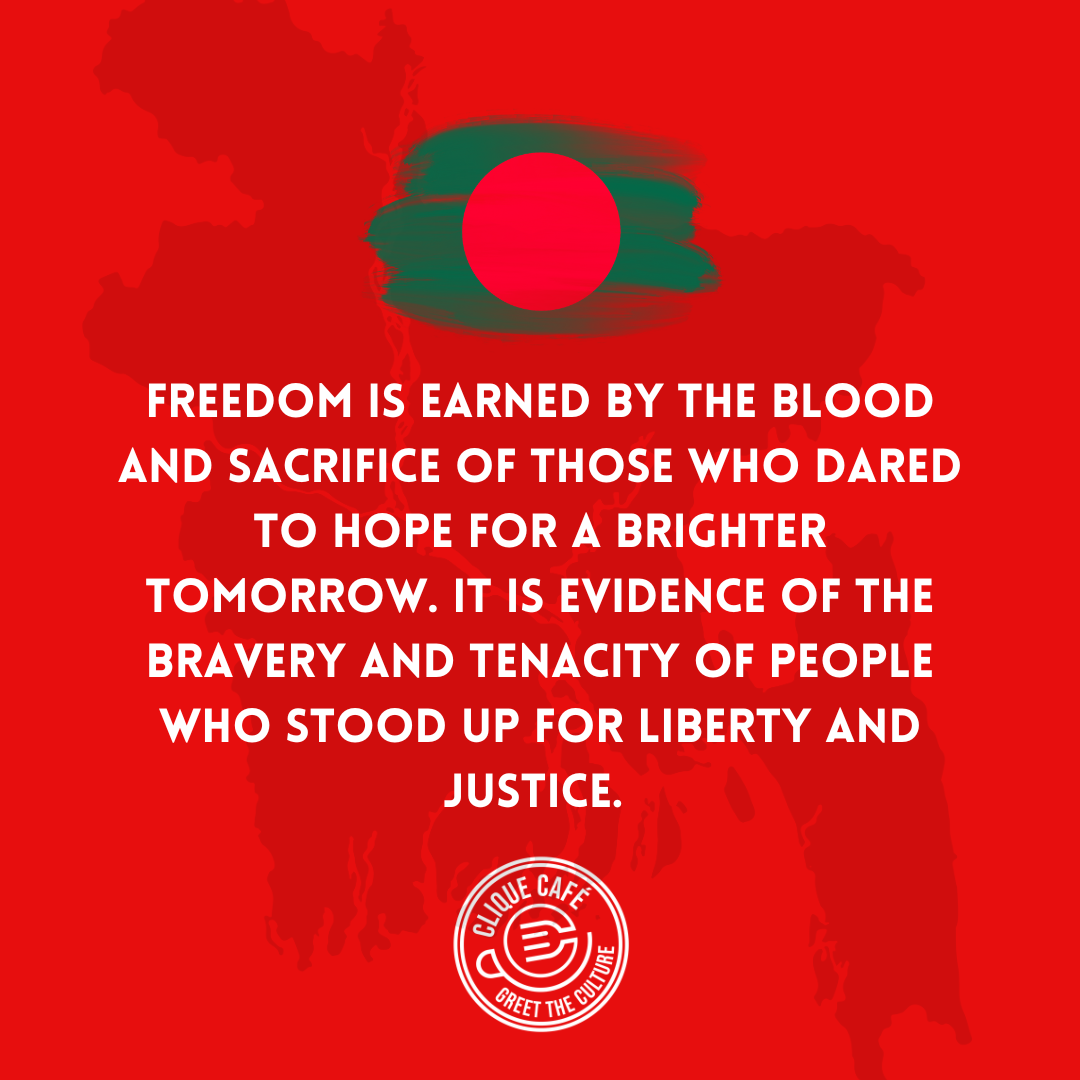 FREEDOM IS EARNED BY THE BLOOD
AND SACRIFICE OF THOSE WHO DARED
TO HOPE FOR A BRIGHTER
TOMORROW. IT IS EVIDENCE OF THE
BRAVERY AND TENACITY OF PEOPLE
WHO STOOD UP FOR LIBERTY AND
JUSTICE.
CLIQUE CAFÉ
GREET THE CULTURE